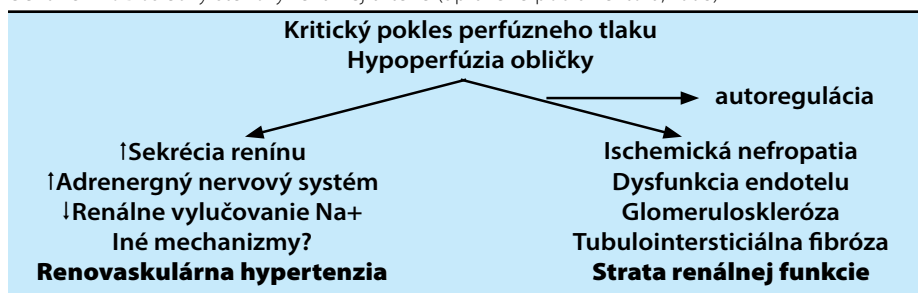 Kritický pokles perfúzneho tlaku
Hypoperfúzia obličky
autoregulácia
↑Sekrécia renínu
↑Adrenergný nervový systém
↓Renálne vylučovanie Na+
Iné mechanizmy?
Renovaskulárna hypertenzia
Ischemická nefropatia
Dysfunkcia endotelu
Glomeruloskleróza
Tubulointersticiálna fibróza
Strata renálnej funkcie